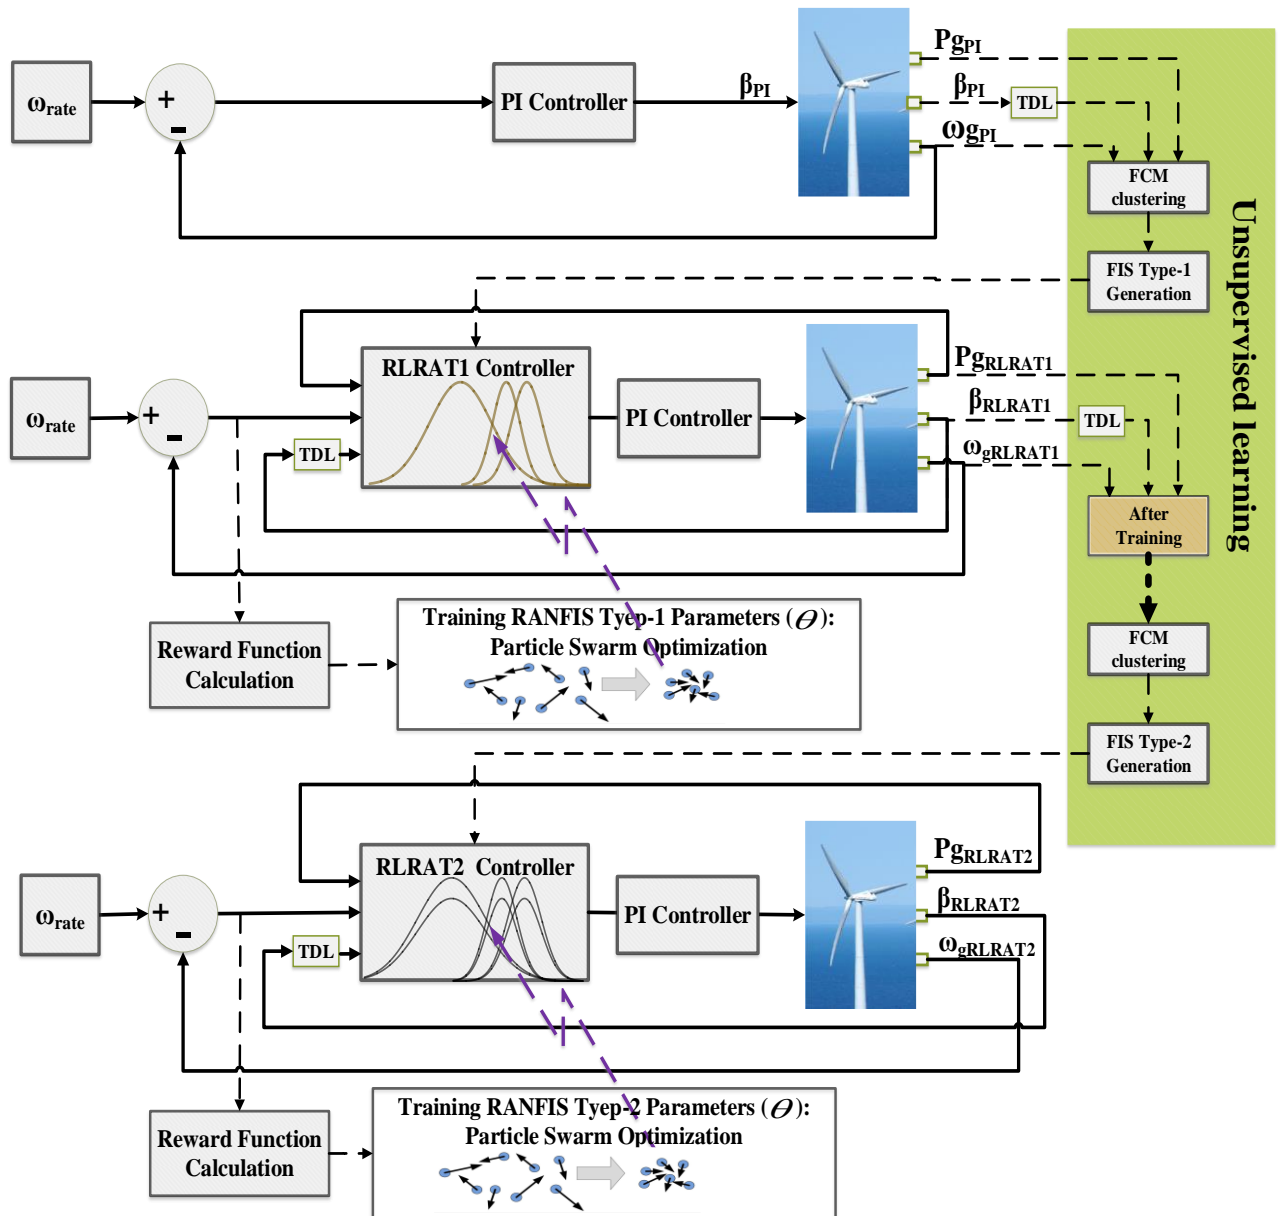 ωrate
+
-
PI Controller
βPI
PgPI
βPI
TDL
ωgPI
FCM
clustering
FIS Type-1
Generation
Unsupervised learning
ωrate
+
-
RLRAT1 Controller
TDL
PI Controller
PgRLRAT1
βRLRAT1
TDL
ωgRLRAT1
After
Training
FCM
clustering
FIS Type-2
Generation
Reward Function
Calculation
Training RANFIS Tyep-1 Parameters (θ):
Particle Swarm Optimization
ωrate
+
-
RLRAT2 Controller
TDL
PI Controller
PgRLRAT2
βRLRAT2
ωgRLRAT2
Reward Function
Calculation
Training RANFIS Tyep-2 Parameters (θ):
Particle Swarm Optimization